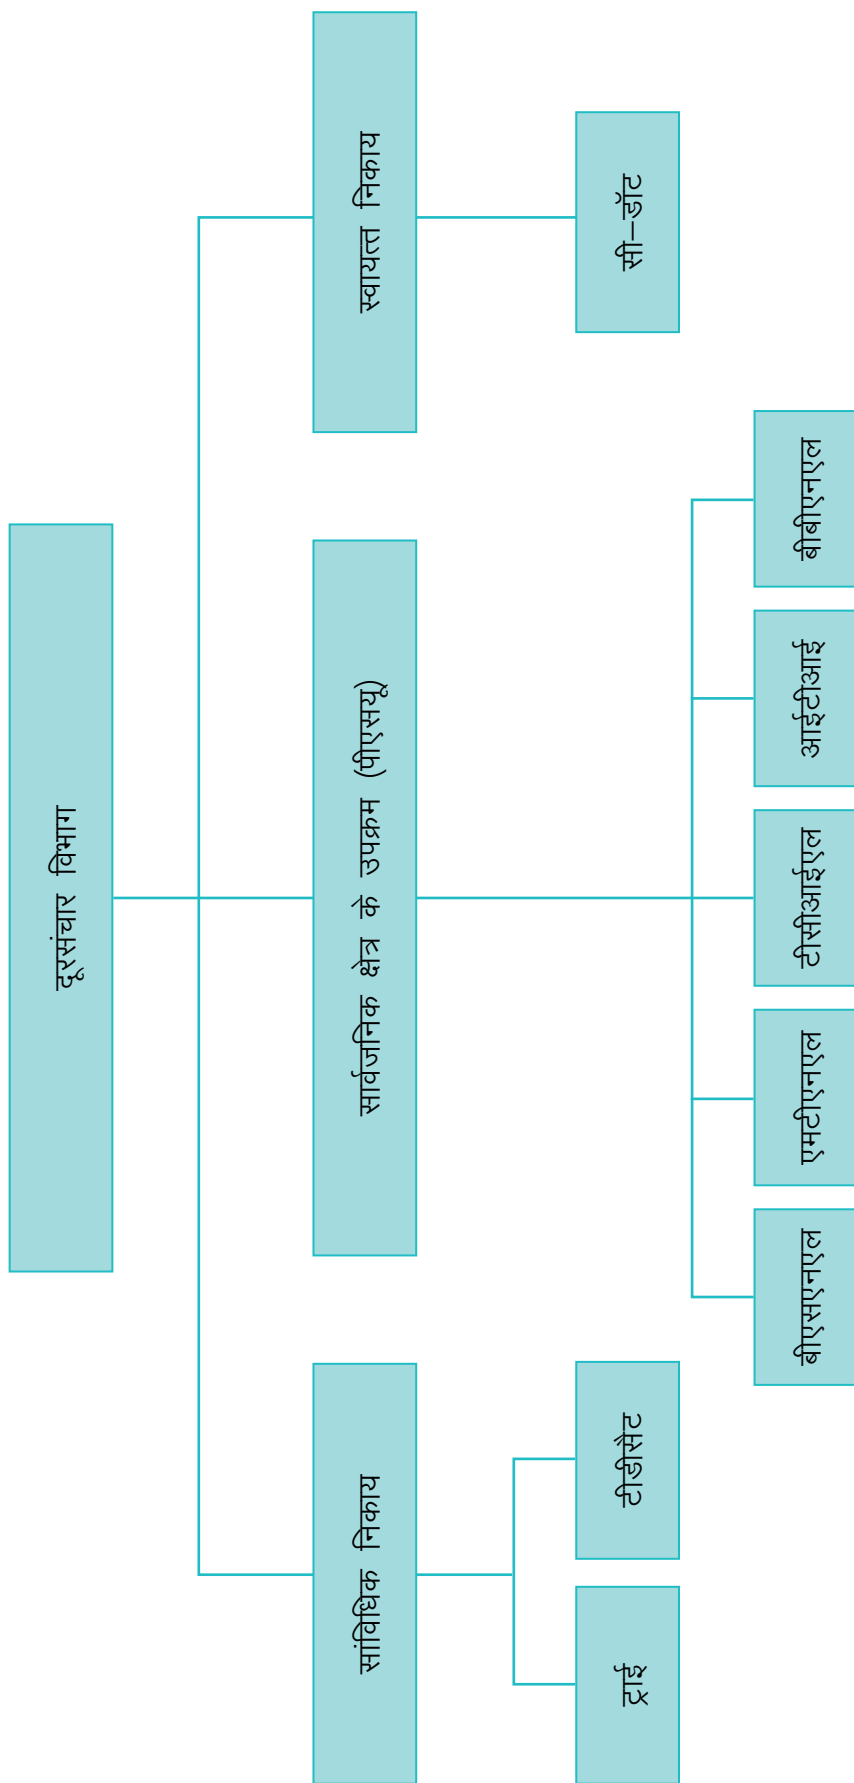 दूरसंचार विभाग
सांविधिक निकाय
सार्वजनिक क्षेत्र के उपक्रम (पीएसयू)
स्वायत्त निकाय
ट्राई
टीडीसैट
सी–डॉट
बीएसएनएल
एमटीएनएल
टीसीआईएल
आईटीआई
बीबीएनएल